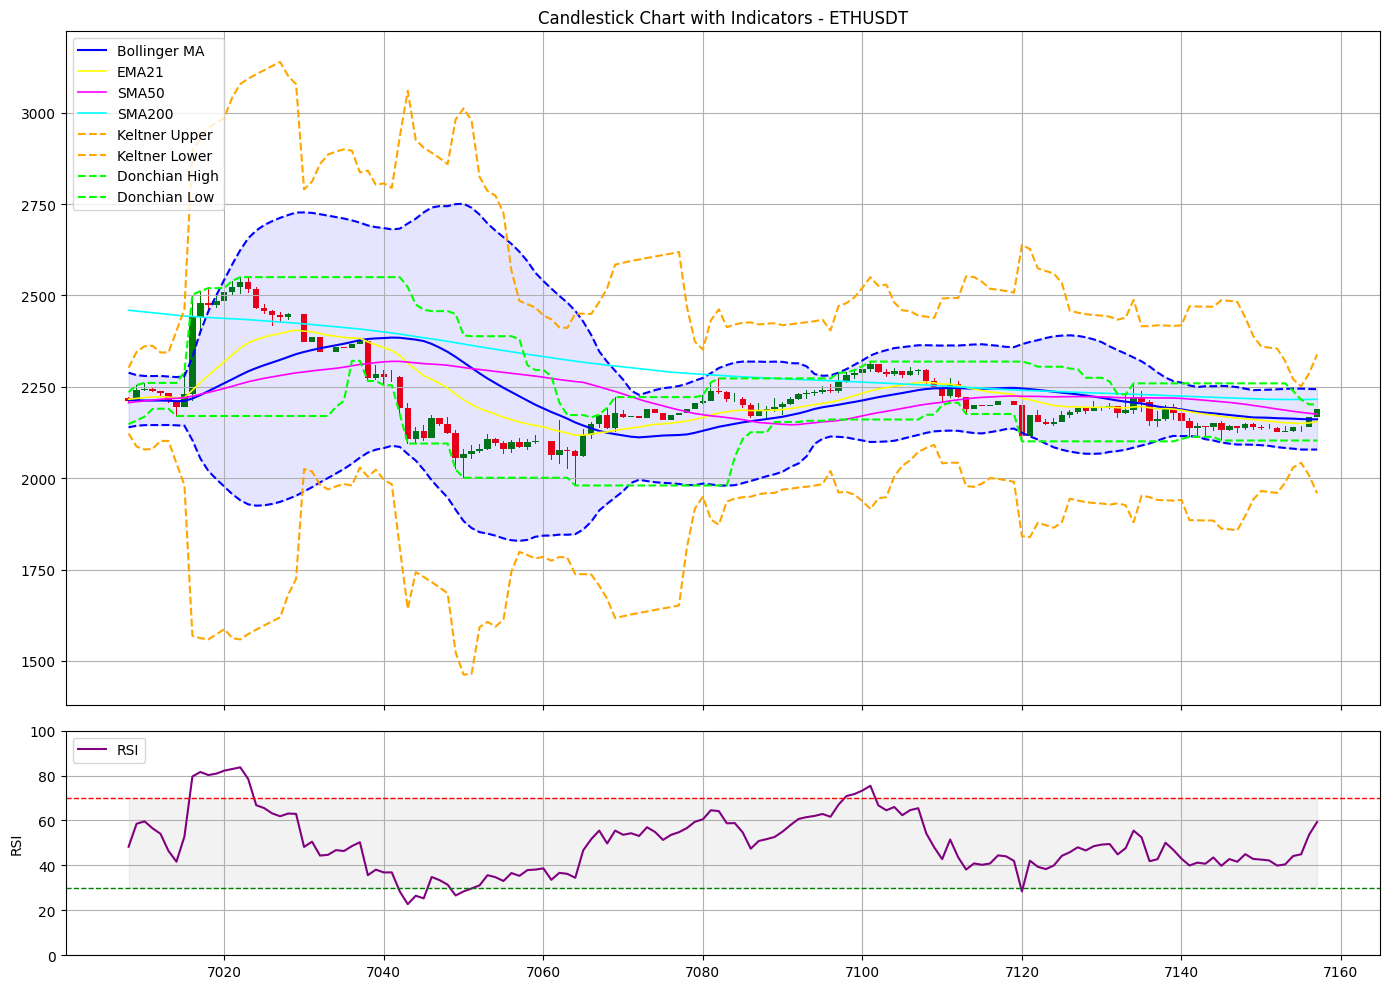 Candlestick Chart with Indicators - ETHUSDT
Bollinger MA
EMA21
SMA50
SMA200
Keltner Upper
Keltner Lower
Donchian High
Donchian Low
3000
2750
2500
2250
2000
1750
1500
RSI
100
80
60
40
20
0
RSI
7020
7040
7060
7080
7100
7120
7140
7160